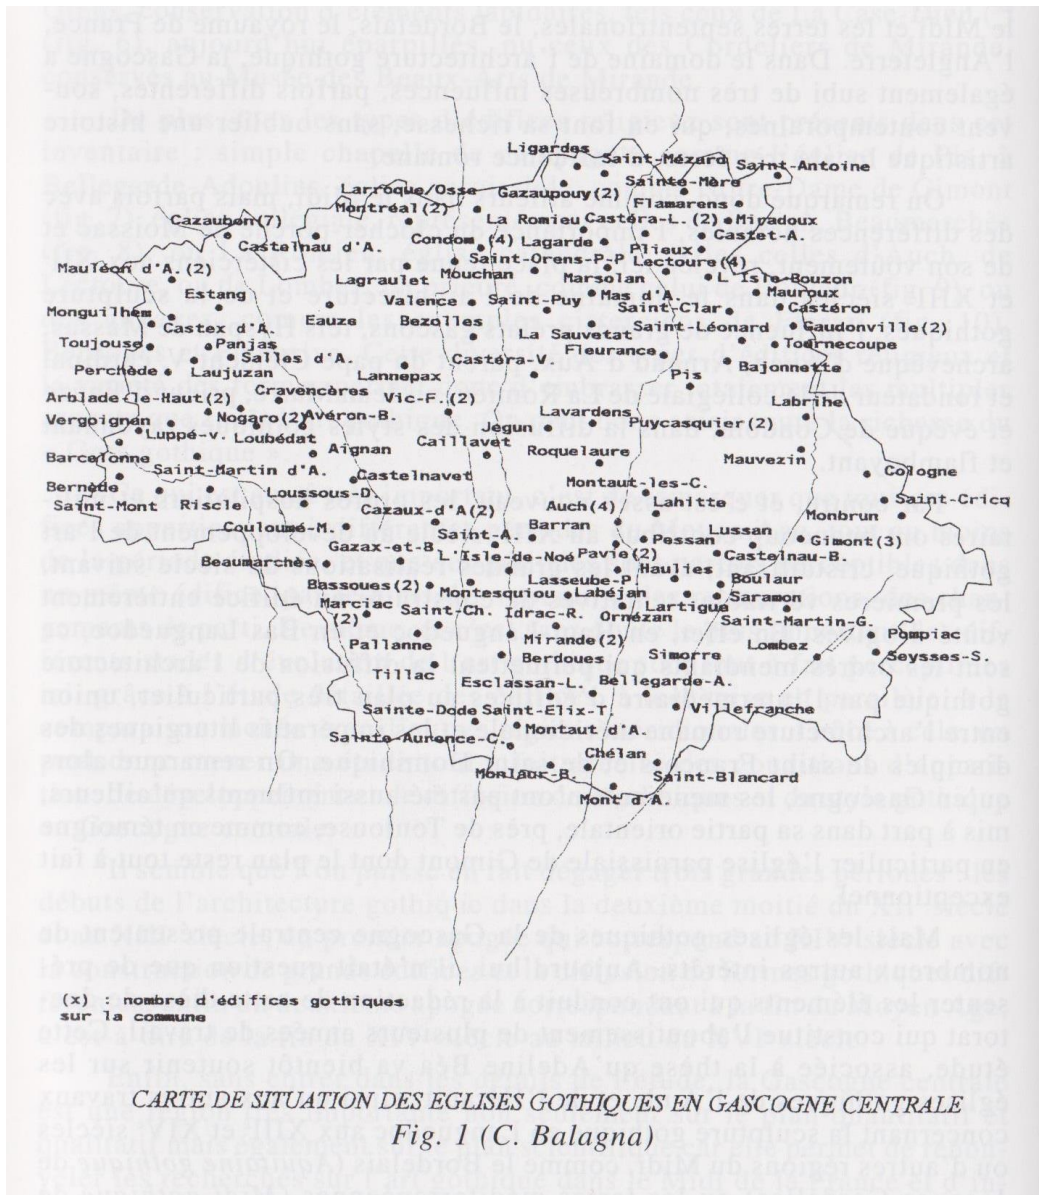 Ligardes
Saint-Mézard
Saint-Antoine
Larroque/Osse
Sainte-Mère
Gazaupouy(2)
Montréal(2)
Flamarens
Cazaubon(7)
La Romieu
Castéra-L.(2)
Miradoux
Castelnau d'A.
Condom(4)
Lagarde
Castet-A.
Plieux
Mauléon d'A.(2)
Saint-Orens-P-P
Lectoure(4)
Mouchan
Lagraulet
Marsolan
L.-Isle-Bouzon
Estang
Valence
Saint-Puy
Mas d'A.
Mauroux
Monguilhem
Eauze
Bezolles
Saint-Clar
Castéron
Castex d'A.
La Sauvetat
Saint-Léonard
Gaudonville(2)
Toujouse
Panjas
Fleurance
Tournecoupe
Salles d'A.
Castéra-V.
Perchède
Luujuzan
Lannepax
Pis
Bajonnette
Cravencères
Arblade-le-Haut(2)
Vic-F.(2)
Labrihe
Vergoignan
Nogaro(2)
Avéron-B.
Lavardens
Jegun
Puycasquier(2)
Luppé-V.
Loubédat
Caillavet
Barcelonne
Aignan
Roquelaure
Mauvezin
Saint-Martin d'A.
Castelnavet
Cologne
Bernède
Montaut-les-C.
Saint-Mont
Riscle
Loussous-D.
Lahitte
Saint-Cricq
Cazaux-d'A(2)
Auch(4)
Couloumé-M.
Barran
Lussan
Gimont(2)
Saint-A.
Pessan
Gazax-et-B
L'Isle-de-Noé
Pavie(2)
Castelnau-B.
Beaumarchès
Haulies
Bassoues(2)
Lasseube-P.
Boulaur
Montesquiou
Labéjan
Saramon
Marciac
(2)
Saint-Ch.
Lartigue
Ornézan
Saint-Martin-G.
Mirande(2)
Pompiac
Pallanne
Lombez
Berdoues
Simorre
Seysses-S.
Tillac
Esclassan
Bellegarde-A.
Sainte-Dode
Saint-Elix-T.
Villefranche
Montaut d'A.
Sainte-Aurence-C.
Chélan
Monlaur-B.
Saint-Blancard
Mont d'A.
(x) : nombre d'édifices gothiques
sur la commune
CARTE DE SITUATION DES EGLISES GOTHIQUES EN GASCOGNE CENTRALE
Fig. 1 (C. Balagna)